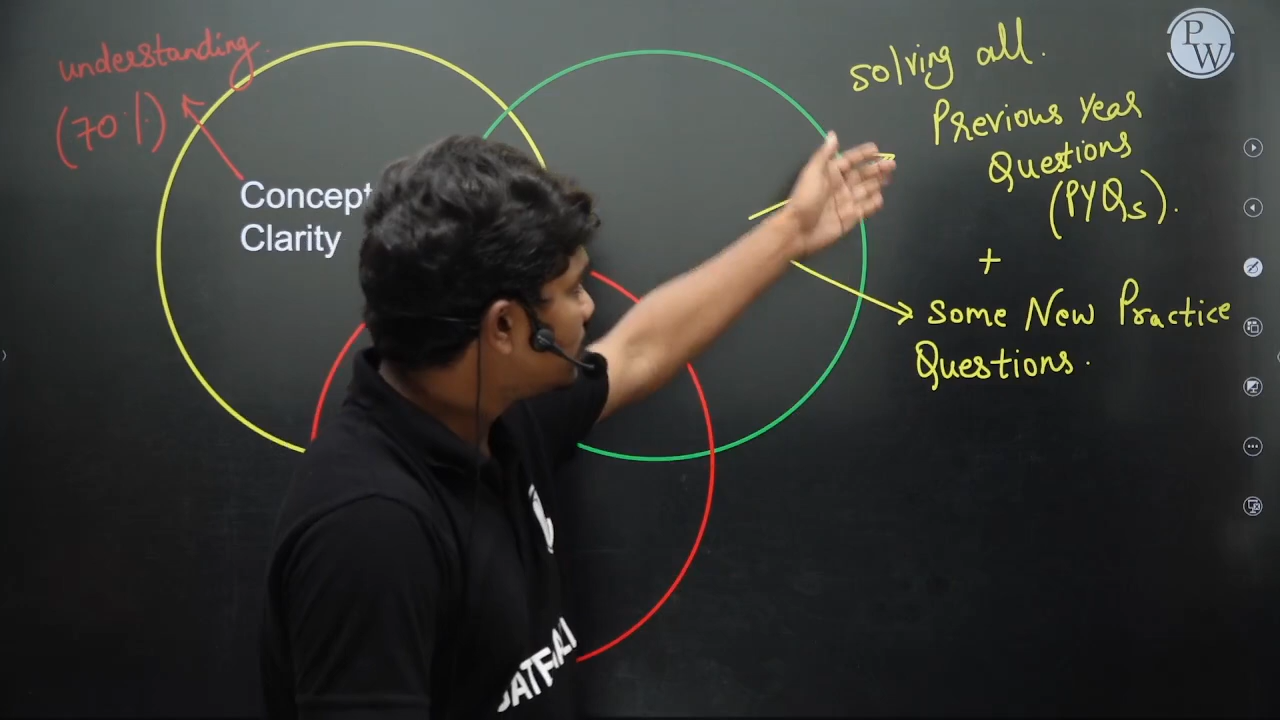 understanding.
(70%)
Concept
Clarity
solving all.
Previous Year
Questions
(PYQs).
+
Some New Practice
Questions.
PW